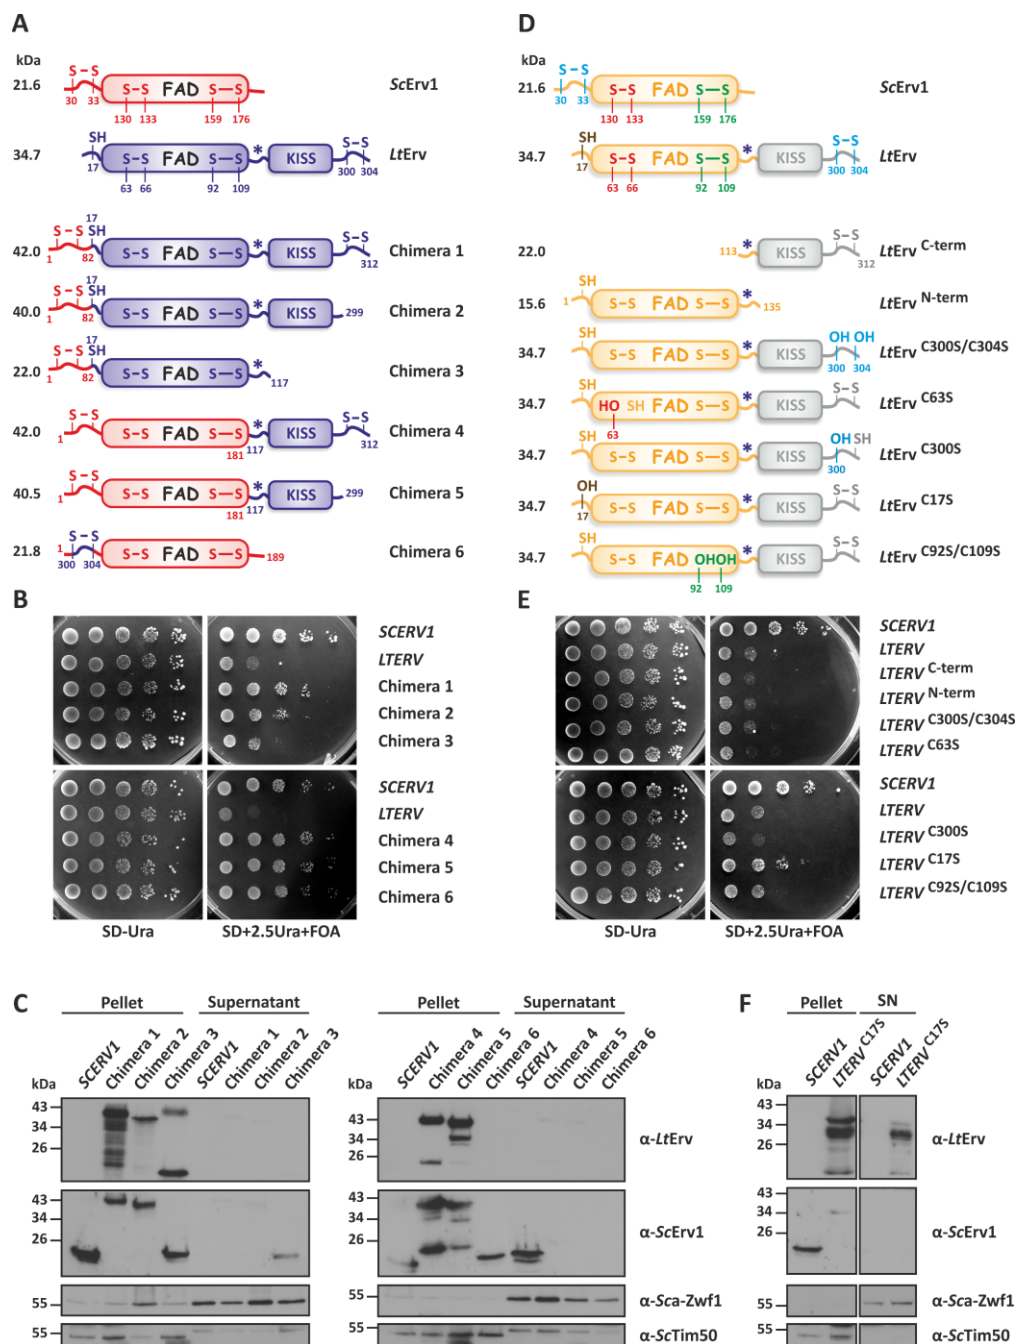 A
kDa
21.6
S–S
30 33
S–S FAD S–S
130 133 159 176
ScErv1
34.7
SH
17
S–S FAD S–S * KISS S–S
63 66 92 109 300 304
LtErv
42.0
S–S
17
SH
1 82
S–S FAD S–S * KISS S–S
312
Chimera 1
40.0
S–S
17
SH
1 82
S–S FAD S–S * KISS
299
Chimera 2
22.0
S–S
17
SH
1 82
S–S FAD S–S *
117
Chimera 3
42.0
S–S
1
S–S FAD S–S * KISS S–S
181 117 312
Chimera 4
40.5
S–S
1
S–S FAD S–S * KISS
181 117 299
Chimera 5
21.8
S–S
1
300 304
S–S FAD S–S
189
Chimera 6
B
SCERV1
LTERV
Chimera 1
Chimera 2
Chimera 3
SCERV1
LTERV
Chimera 4
Chimera 5
Chimera 6
SD-Ura SD+2.5Ura+FOA
C
Pellet Supernatant
SCERV1 Chimera 1 Chimera 2 Chimera 3 SCERV1 Chimera 1 Chimera 2 Chimera 3
kDa
43
34
26
43
34
26
55
55
Pellet Supernatant
SCERV1 Chimera 4 Chimera 5 Chimera 6 SCERV1 Chimera 4 Chimera 5 Chimera 6
kDa
43
34
26
α-LtErv
43
34
26
α-ScErv1
55
α-Sca-Zwf1
55
α-ScTim50
D
kDa
21.6
S–S
30 33
S–S FAD S–S
130 133 159 176
ScErv1
34.7
SH
17
S–S FAD S–S * KISS S–S
63 66 92 109 300 304
LtErv
22.0
113 * KISS S–S
312
LtErv C-term
15.6
SH
1
S–S FAD S–S *
135
LtErv N-term
34.7
SH
S–S FAD S–S * KISS OH OH
300 304
LtErv C300S/C304S
34.7
SH
HO SH FAD S–S * KISS S–S
63
LtErv C63S
34.7
SH
S–S FAD S–S * KISS OH SH
300
LtErv C300S
34.7
OH
17
S–S FAD S–S * KISS S–S
LtErv C17S
34.7
SH
S–S FAD OHOH * KISS S–S
92 109
LtErv C92S/C109S
E
SCERV1
LTERV
LTERV C-term
LTERV N-term
LTERV C300S/C304S
LTERV C63S
SCERV1
LTERV
LTERV C300S
LTERV C17S
LTERV C92S/C109S
SD-Ura SD+2.5Ura+FOA
F
Pellet SN
SCERV1 LTERV C17S SCERV1 LTERV C17S
kDa
43
34
26
α-LtErv
43
34
26
α-ScErv1
55
α-Sca-Zwf1
55
α-ScTim50